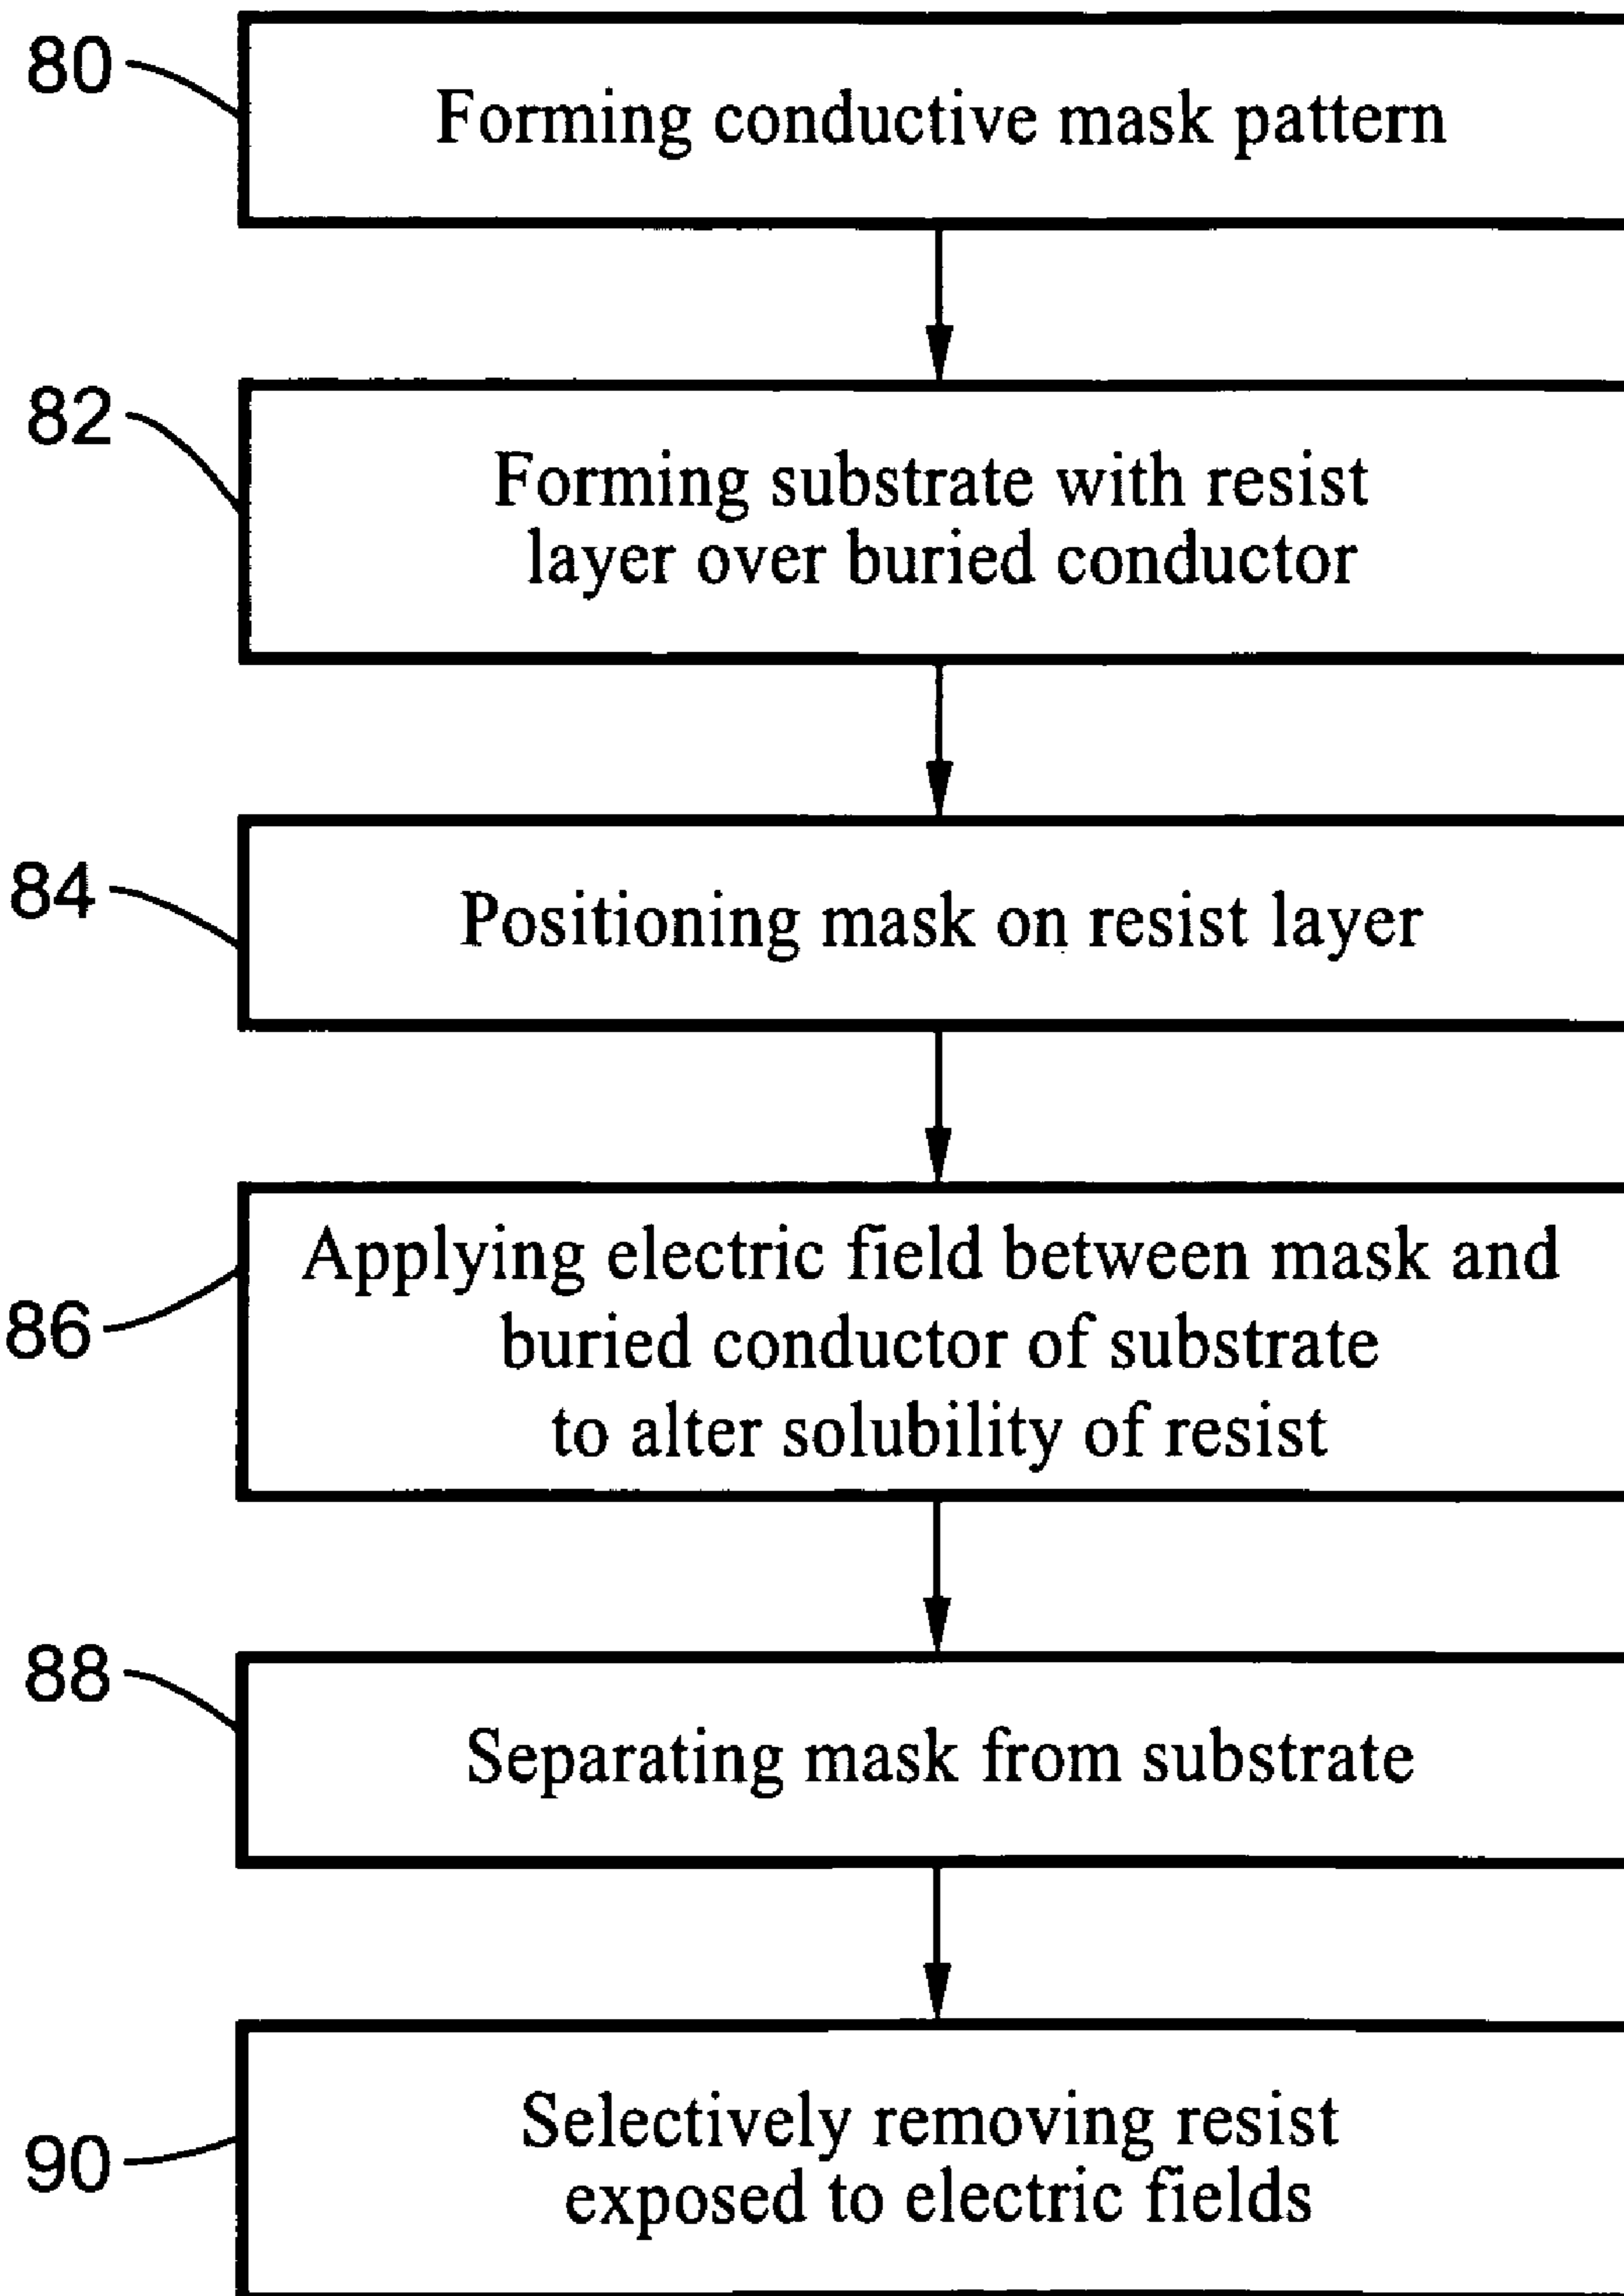 80
Forming conductive mask pattern
82
Forming substrate with resist
layer over buried conductor
84
Positioning mask on resist layer
86
Applying electric field between mask and
buried conductor of substrate
to alter solubility of resist
88
Separating mask from substrate
90
Selectively removing resist
exposed to electric fields